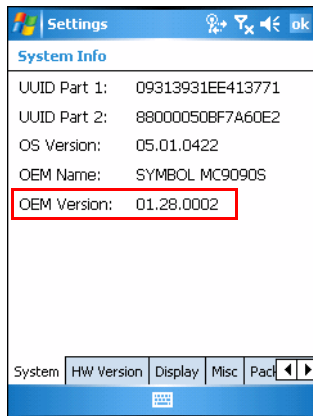 Settings ok
System Info
UUID Part 1: 09313931EE413771
UUID Part 2: 88000050BF7A60E2
OS Version: 05.01.0422
OEM Name: SYMBOL MC9090S
OEM Version: 01.28.0002
System HW Version Display Misc Pack